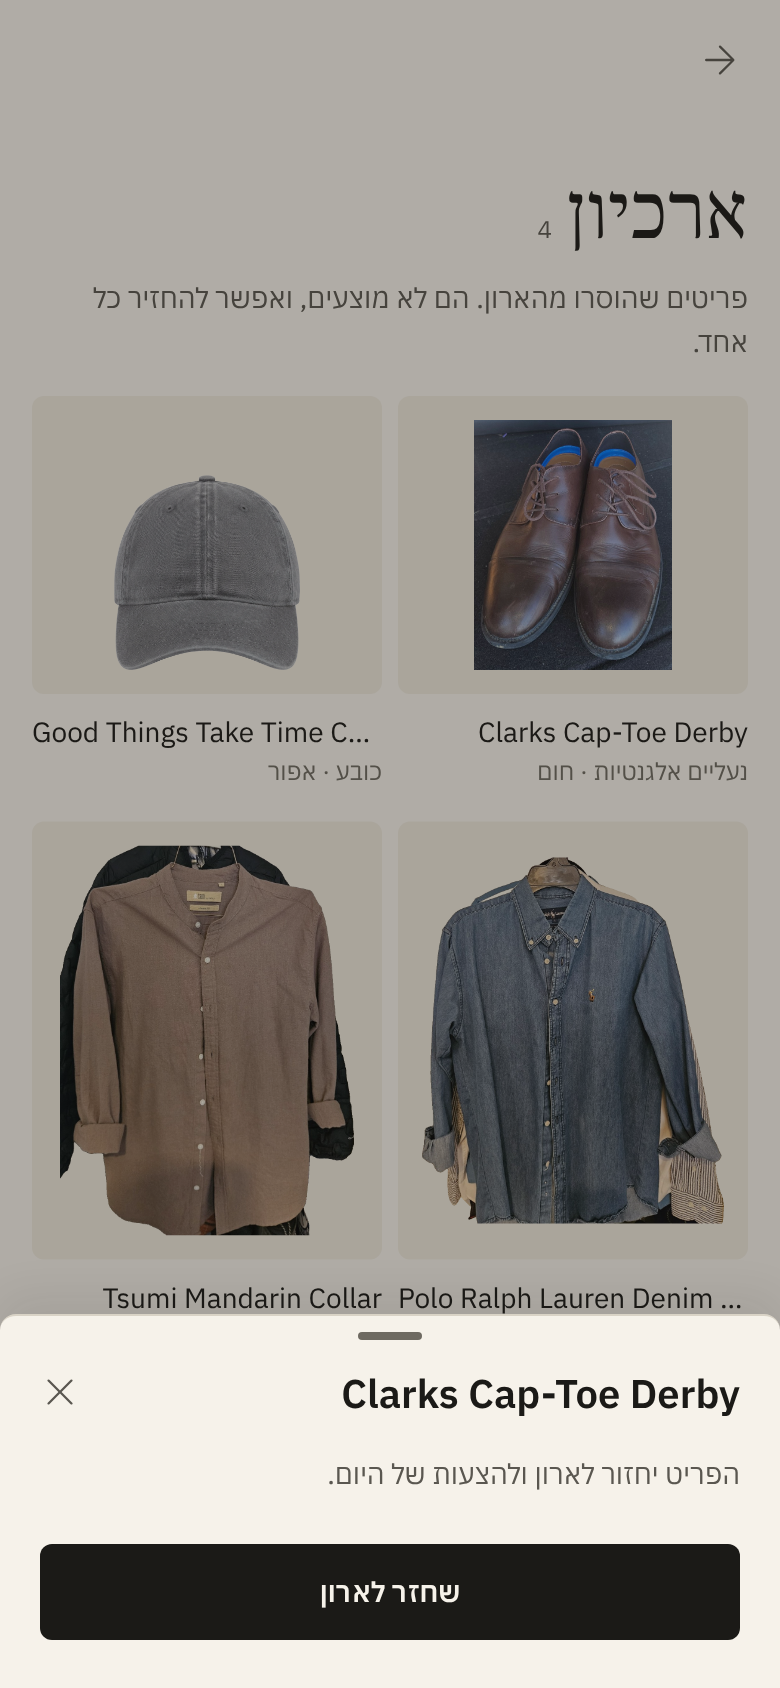 ארכיון 4
פריטים שהוסרו מהארון. הם לא מוצעים, ואפשר להחזיר כל
אחד.
Clarks Cap-Toe Derby
נעליים אלגנטיות · חום
Good Things Take Time C...
כובע · אפור
Polo Ralph Lauren Denim ...
Tsumi Mandarin Collar
Clarks Cap-Toe Derby
הפריט יחזור לארון ולהצעות של היום.
שחזר לארון